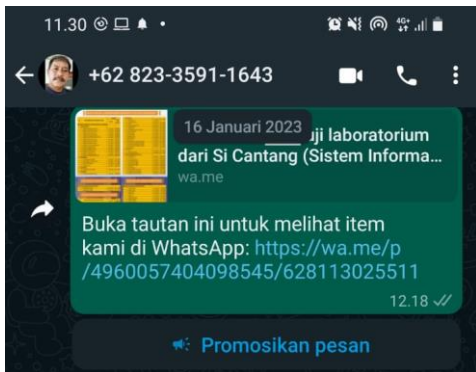 11.30
4G+
+62 823-3591-1643
16 Januari 2023
uji laboratorium
dari Si Cantang (Sistem Informa...
wa.me
Buka tautan ini untuk melihat item
kami di WhatsApp: https://wa.me/p
/4960057404098545/628113025511
12.18
Promosikan pesan